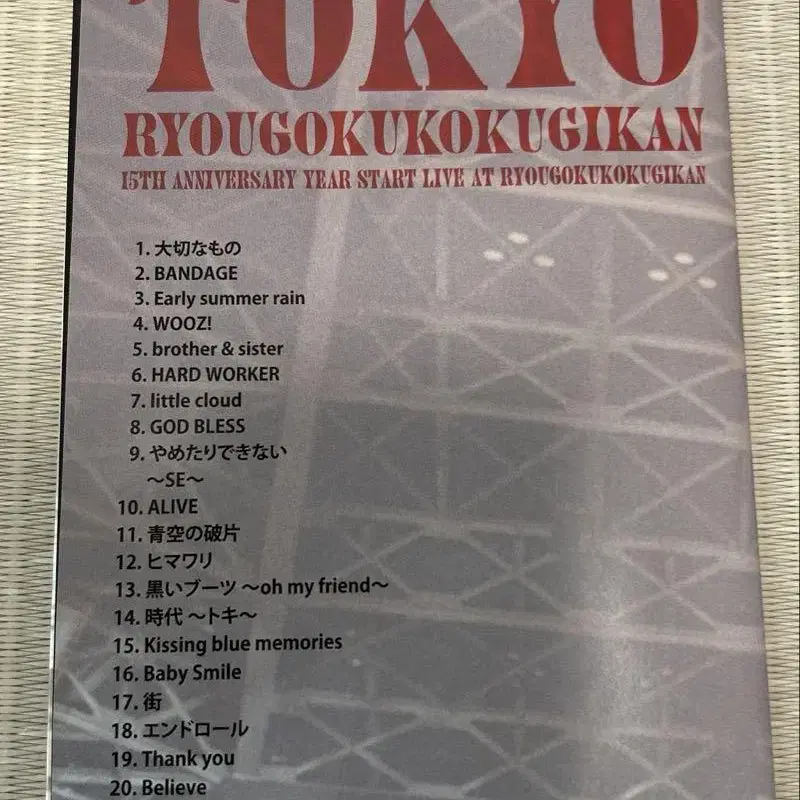 TOKYO
RYOUGOKUKOKUGIKAN
15TH ANNIVERSARY YEAR START LIVE AT RYOUGOKUKOKUGIKAN
1. 大切なもの
2. BANDAGE
3. Early summer rain
4. WOOZ!
5. brother & sister
6. HARD WORKER
7. little cloud
8. GOD BLESS
9. やめたりできない
～SE～
10. ALIVE
11. 青空の破片
12. ヒマワリ
13. 黒いブーツ ～oh my friend～
14. 時代 ～トキ～
15. Kissing blue memories
16. Baby Smile
17. 街
18. エンドロール
19. Thank you
20. Believe